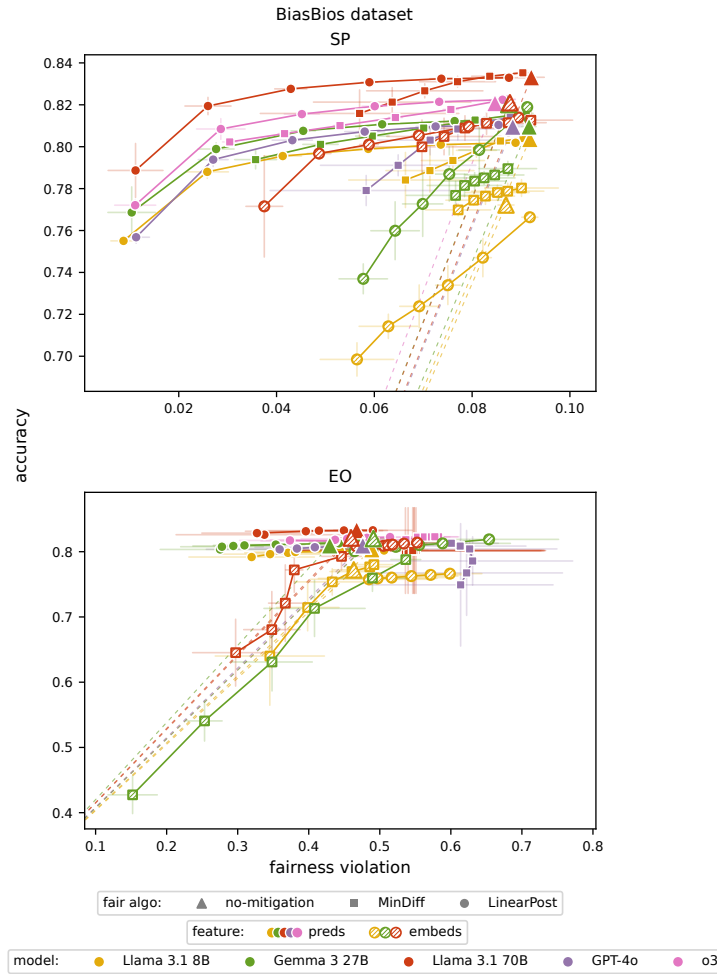 BiasBios dataset
SP
0.84
0.82
0.80
0.78
0.76
0.74
0.72
0.70
0.02 0.04 0.06 0.08 0.10
accuracy
EO
1.0
0.8
0.7
0.6
0.5
0.4
0.1 0.2 0.3 0.4 0.5 0.6 0.7 0.8
fairness violation
fair algo: no-mitigation MinDiff LinearPost
feature: preds embeds
model: Llama 3.1 8B Gemma 3 27B Llama 3.1 70B GPT-4o o3